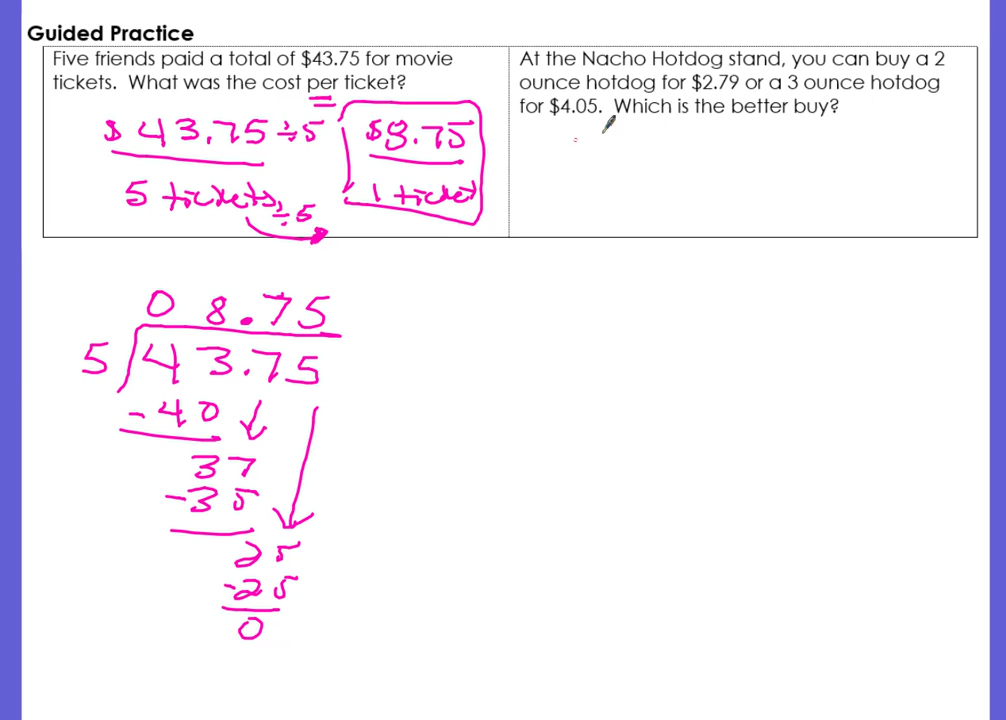 Guided Practice
Five friends paid a total of $43.75 for movie
tickets. What was the cost per ticket?
$43.75 ÷5 $8.75
5 tickets ÷5 1 ticket
At the Nacho Hotdog stand, you can buy a 2
ounce hotdog for $2.79 or a 3 ounce hotdog
for $4.05. Which is the better buy?
08.75
5 43.75
-40
37
-35
25
-25
0